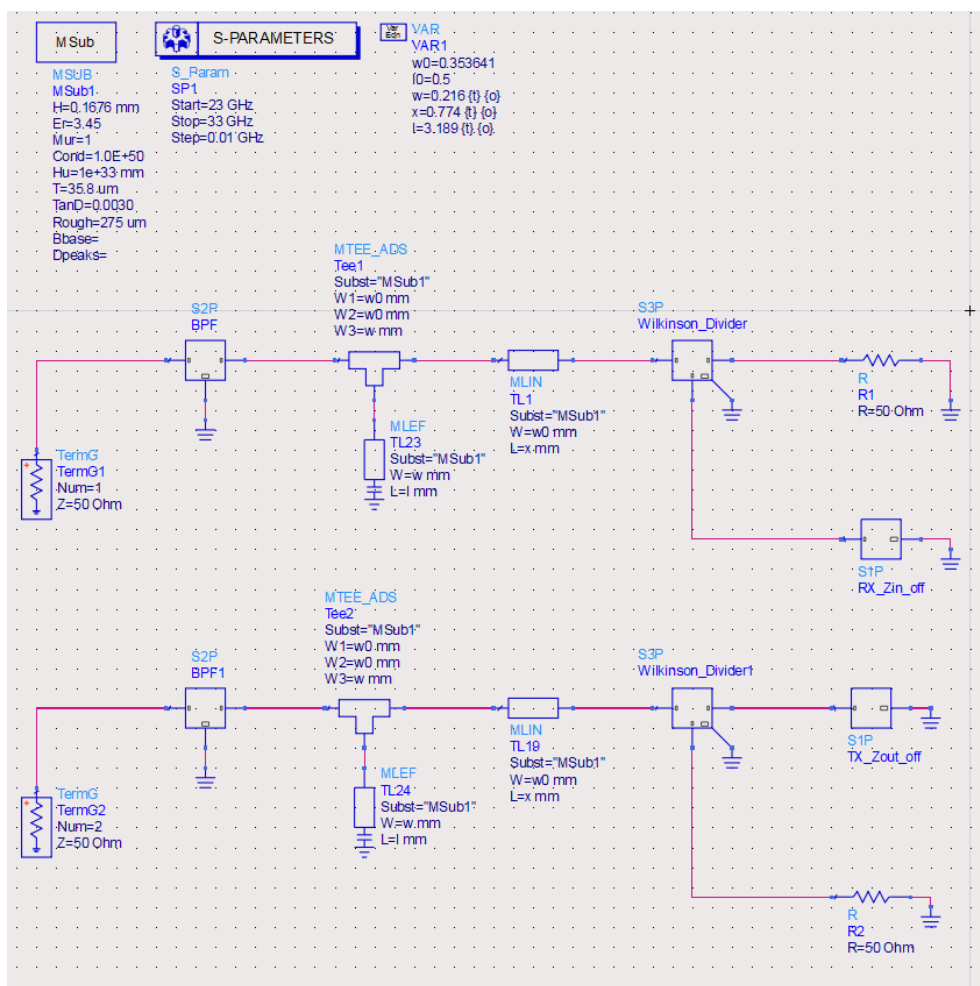 MSub
MSUB
MSub1
H=0.1676 mm
Er=3.45
Mur=1
Cond=1.0E+50
Hu=1e+33 mm
T=35.8 um
TanD=0.0030
Rough=275 um
Bbase=
Dpeaks=
S-PARAMETERS
S_Param
SP1
Start=23 GHz
Stop=33 GHz
Step=0.01 GHz
Var
Eqn
VAR
VAR1
w0=0.353641
l0=0.5
w=0.216 {t} {o}
x=0.774 {t} {o}
l=3.189 {t} {o}
MTEE_ADS
Tee1
Subst="MSub1"
W1=w0 mm
W2=w0 mm
W3=w mm
S2P
BPF
S3P
Wilkinson_Divider
MLIN
TL1
Subst="MSub1"
W=w0 mm
L=x mm
R
R1
R=50 Ohm
MLEF
TL23
Subst="MSub1"
W=w mm
L=l mm
TermG
TermG1
Num=1
Z=50 Ohm
S1P
RX_Zin_off
MTEE_ADS
Tee2
Subst="MSub1"
W1=w0 mm
W2=w0 mm
W3=w mm
S2P
BPF1
S3P
Wilkinson_Divider1
MLIN
TL19
Subst="MSub1"
W=w0 mm
L=x mm
S1P
TX_Zout_off
MLEF
TL24
Subst="MSub1"
W=w mm
L=l mm
TermG
TermG2
Num=2
Z=50 Ohm
R
R2
R=50 Ohm